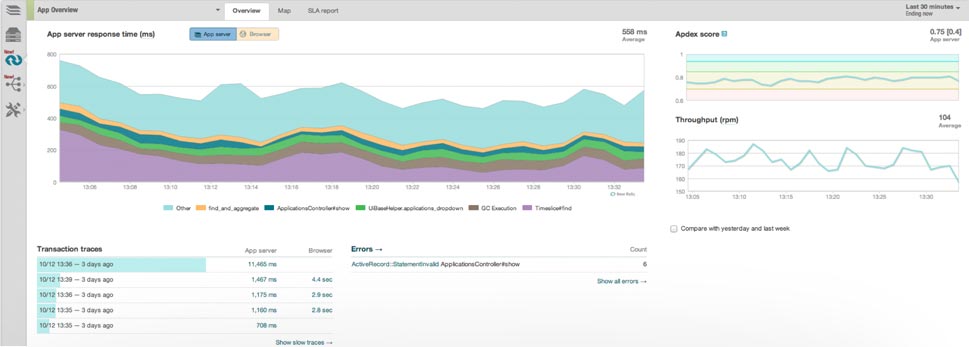 App Overview
Overview Map SLA report
Last 30 minutes
Ending now
New!
New!
App server response time (ms)
App server Browser
558 ms
Average
800
600
400
200
0
13:06 13:08 13:10 13:12 13:14 13:16 13:18 13:20 13:22 13:24 13:26 13:28 13:30 13:32
New Relic
Other find_and_aggregate ApplicationsController#show UiBaseHelper.applications_dropdown GC Execution Timeslice#find
Apdex score ?
0.75 [0.4]
App server
1
0.8
0.6
Throughput (rpm)
104
Average
190
180
170
160
150
13:05 13:10 13:15 13:20 13:25 13:30
Compare with yesterday and last week
Transaction traces App server Browser
10/12 13:36 — 3 days ago 11,465 ms
10/12 13:39 — 3 days ago 1,467 ms 4.4 sec
10/12 13:36 — 3 days ago 1,175 ms 2.9 sec
10/12 13:35 — 3 days ago 1,160 ms 2.8 sec
10/12 13:35 — 3 days ago 708 ms
Show slow traces →
Errors → Count
ActiveRecord::StatementInvalid ApplicationsController#show 6
Show all errors →